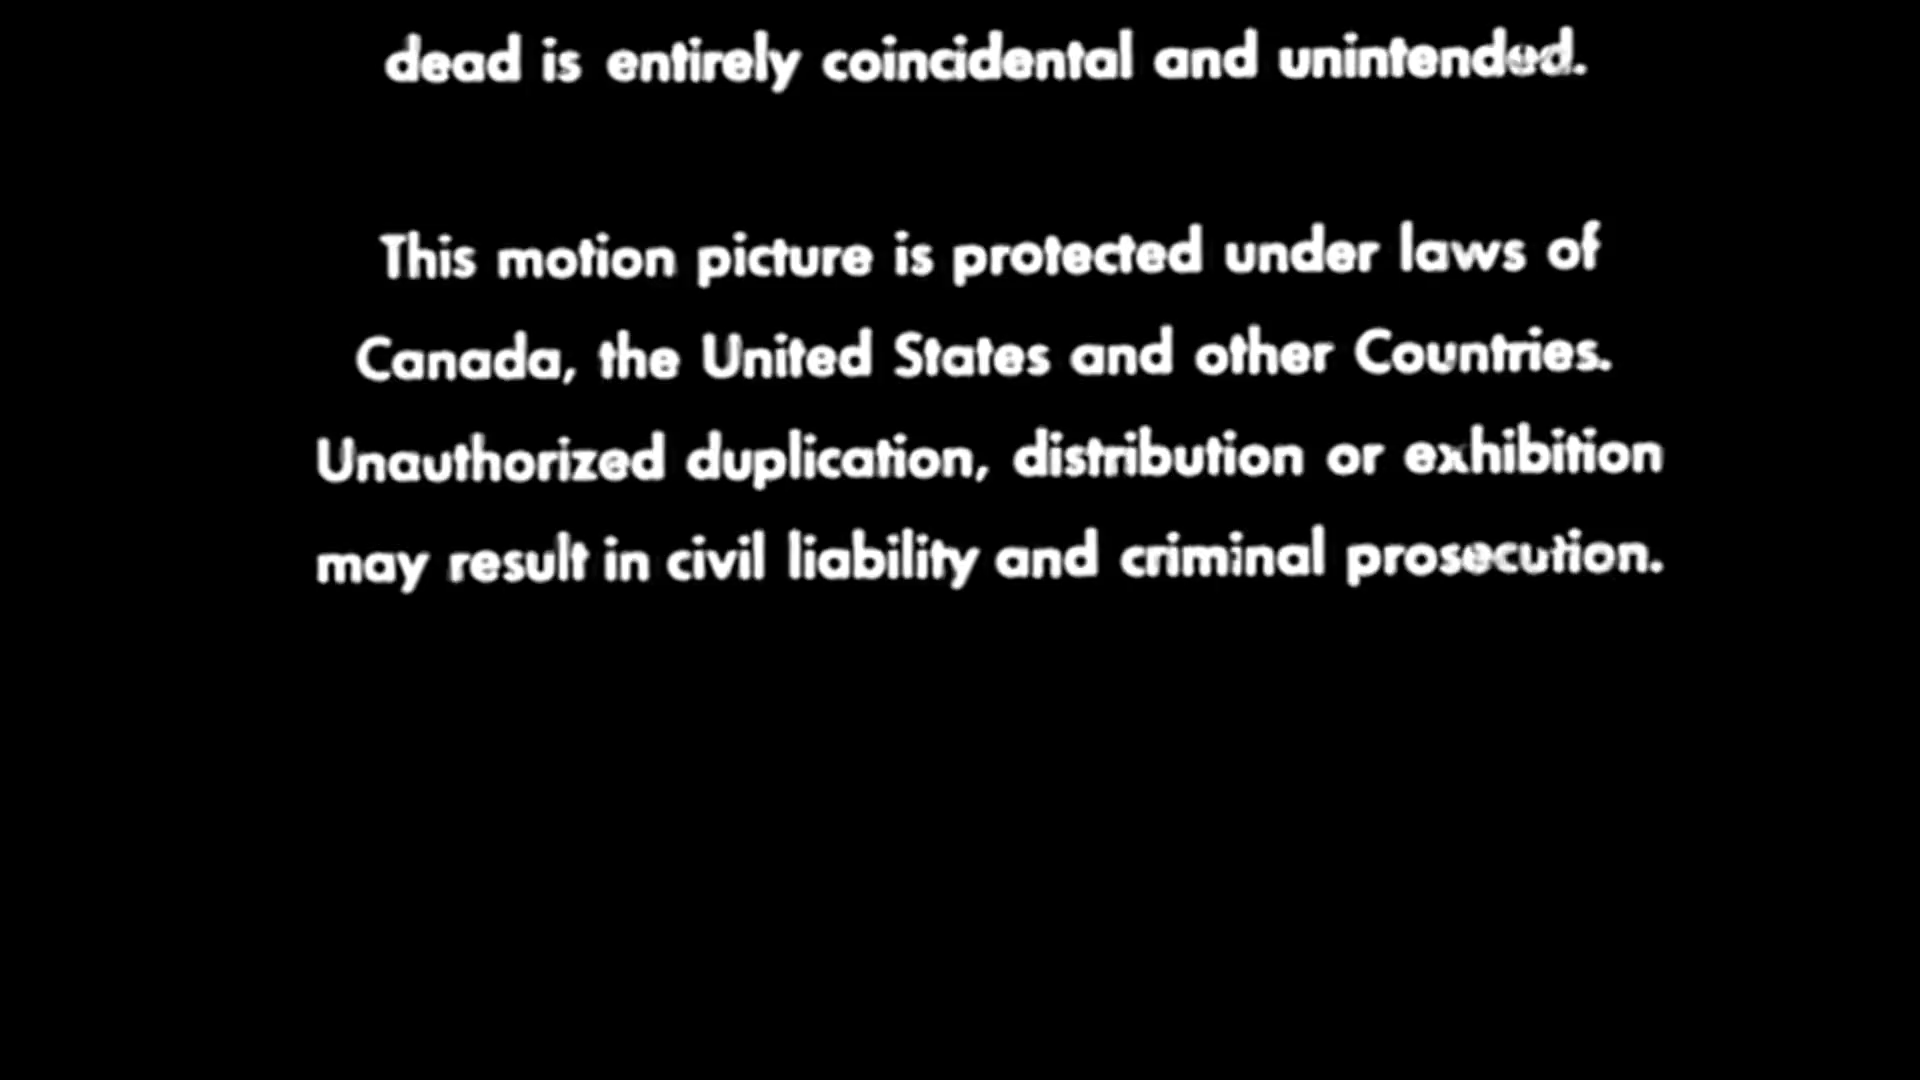 dead is entirely coincidental and unintended.
This motion picture is protected under laws of
Canada, the United States and other Countries.
Unauthorized duplication, distribution or exhibition
may result in civil liability and criminal prosecution.